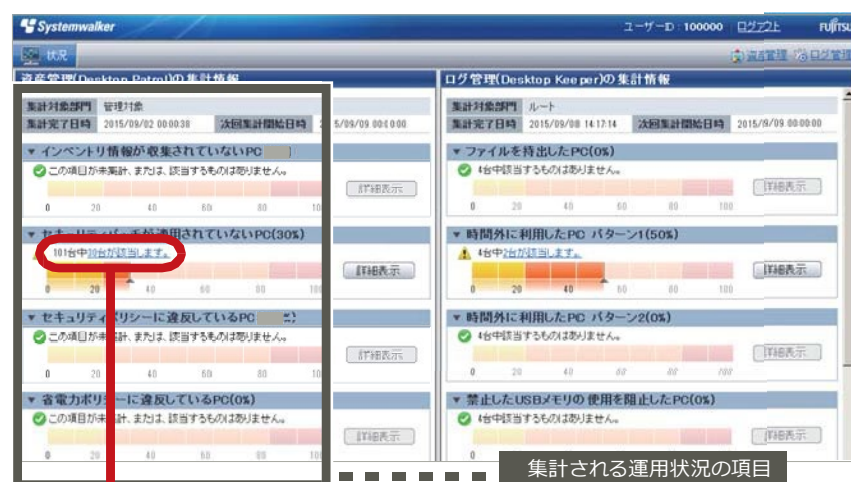 Systemwalker
ユーザーID : 100000 ログアウト FUJITSU
状況 資産管理 ログ管理
資産管理(Desktop Patrol)の集計情報
集計対象部門 管理対象
集計完了日時 2015/09/02 00:00:38 次回集計開始日時 5/09/09 00:00:00
▼ インベントリ情報が収集されていないPC
この項目が未集計、または、該当するものはありません。
詳細表示
0 20 40 60 80 10
▼ セキュリティパッチが適用されていないPC(30%)
101台中30台が該当します。
詳細表示
0 20 40 60 80 100
▼ セキュリティポリシーに違反しているPC
この項目が未集計、または、該当するものはありません。
詳細表示
0 20 40 60 80 10
▼ 省電力ポリシーに違反しているPC(0%)
この項目が未集計、または、該当するものはありません。
詳細表示
0 20 40 60 80 100
ログ管理(Desktop Keeper)の集計情報
集計対象部門 ルート
集計完了日時 2015/09/08 14:17:14 次回集計開始日時 2015/09/09 00:00:00
▼ ファイルを持出したPC(0%)
4台中該当するものはありません。
詳細表示
0 20 40 60 80 100
▼ 時間外に利用したPC パターン1(50%)
4台中2台が該当します。
詳細表示
0 20 40 60 80 100
▼ 時間外に利用したPC パターン2(0%)
4台中該当するものはありません。
詳細表示
0 20 40 60 80 100
▼ 禁止したUSBメモリの使用を阻止したPC(0%)
4台中該当するものはありません。
詳細表示
0
集計される運用状況の項目